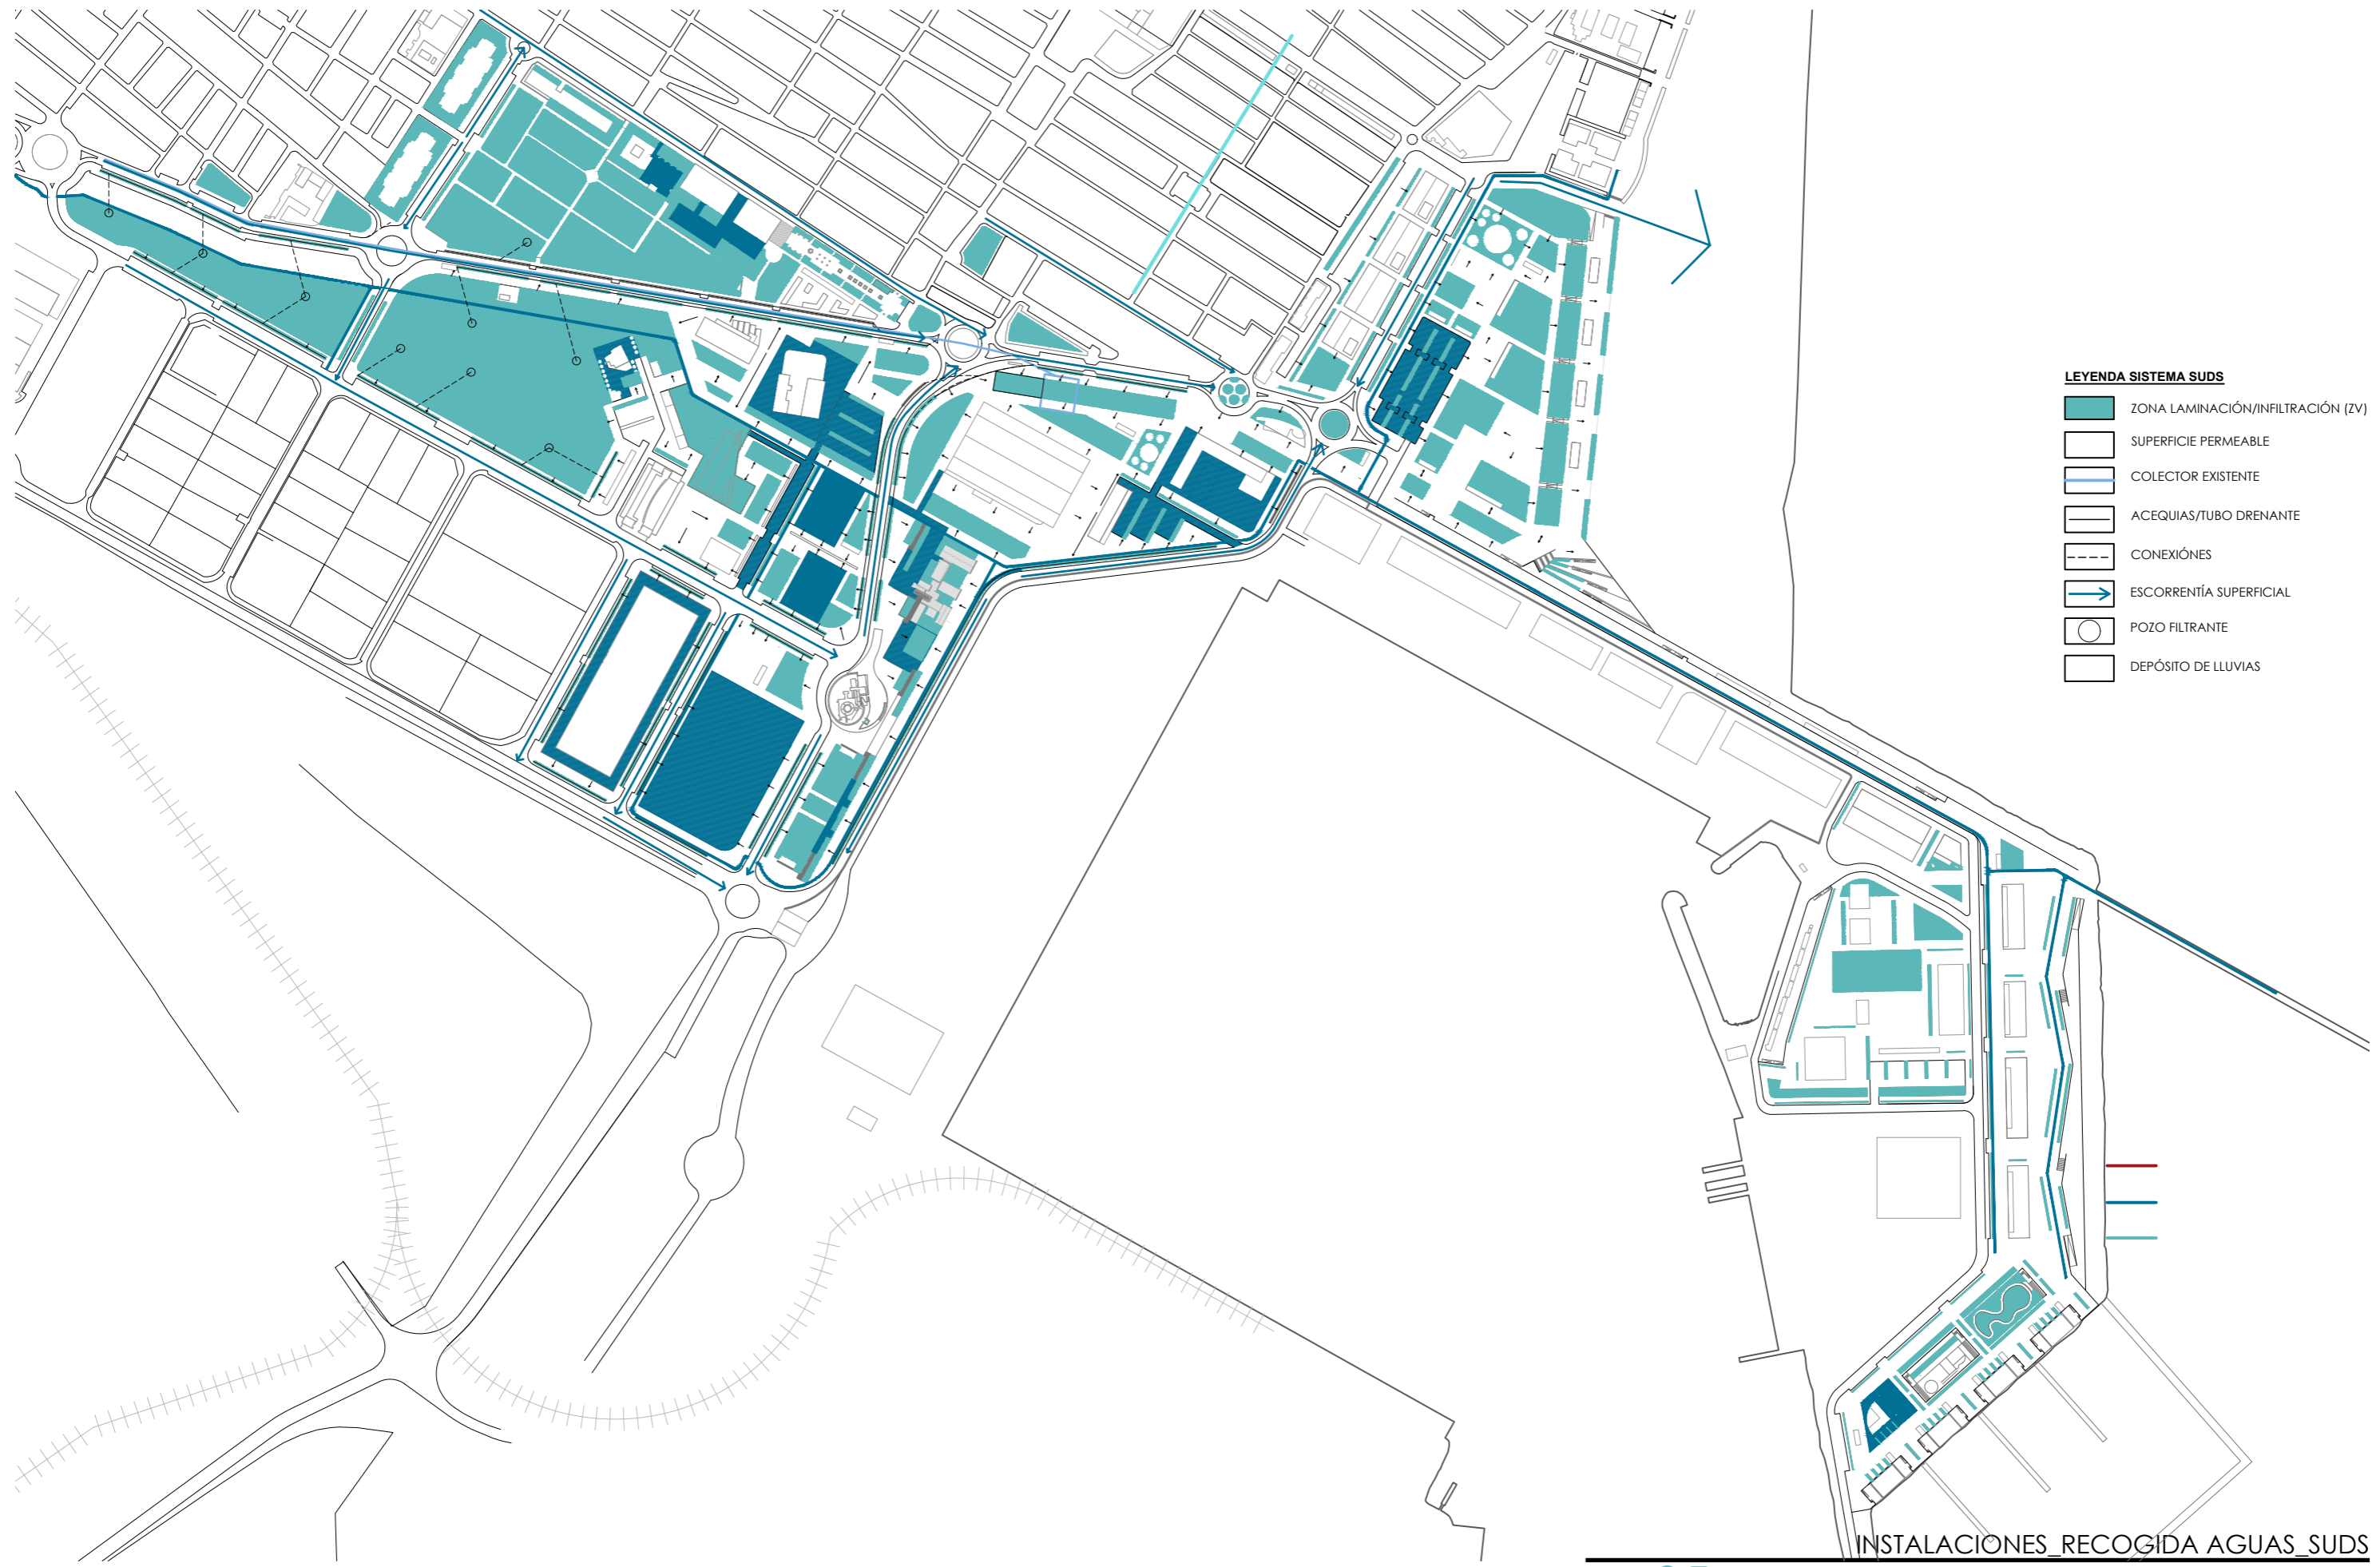 LEYENDA SISTEMA SUDS
ZONA LAMINACIÓN/INFILTRACIÓN (ZV)
SUPERFICIE PERMEABLE
COLECTOR EXISTENTE
ACEQUIAS/TUBO DRENANTE
CONEXIÓNES
ESCORRENTÍA SUPERFICIAL
POZO FILTRANTE
DEPÓSITO DE LLUVIAS
INSTALACIONES_RECOGIDA AGUAS_SUDS